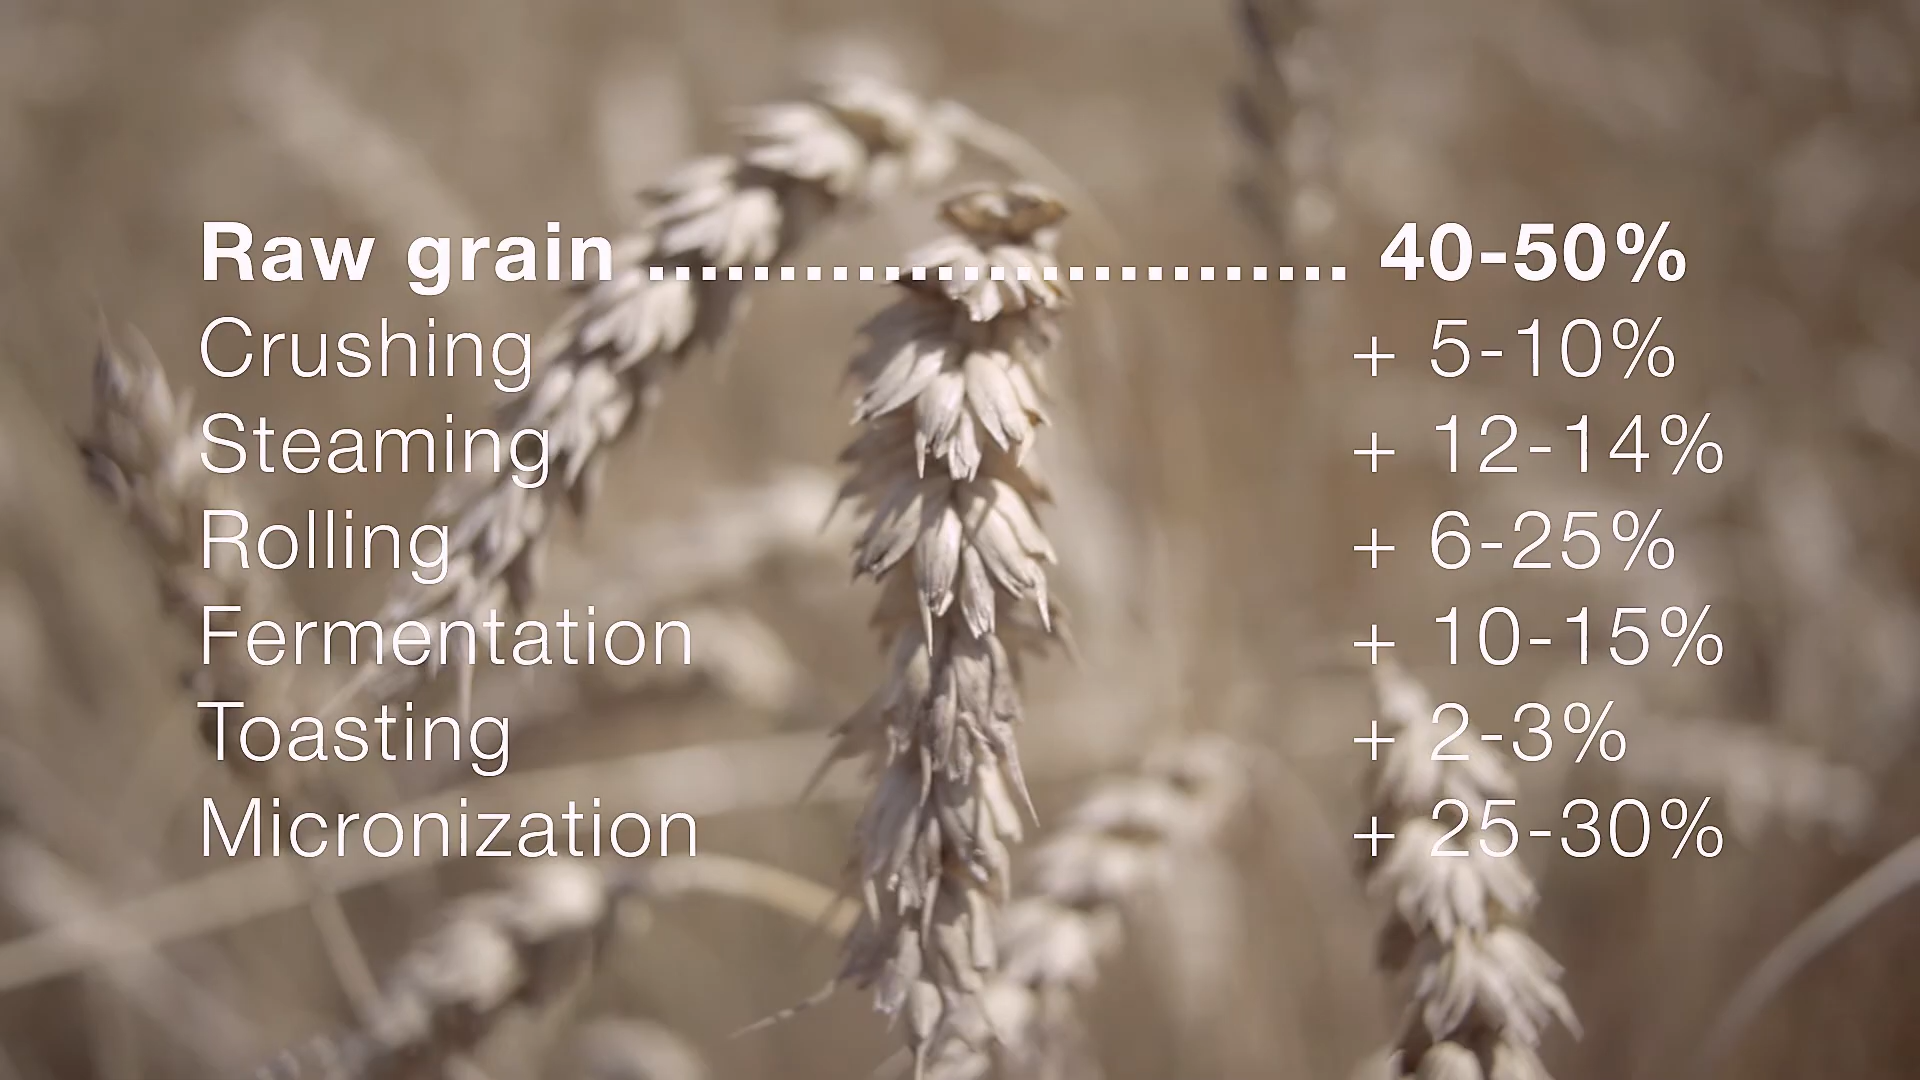 Raw grain ........................... 40-50%
Crushing + 5-10%
Steaming + 12-14%
Rolling + 6-25%
Fermentation + 10-15%
Toasting + 2-3%
Micronization + 25-30%